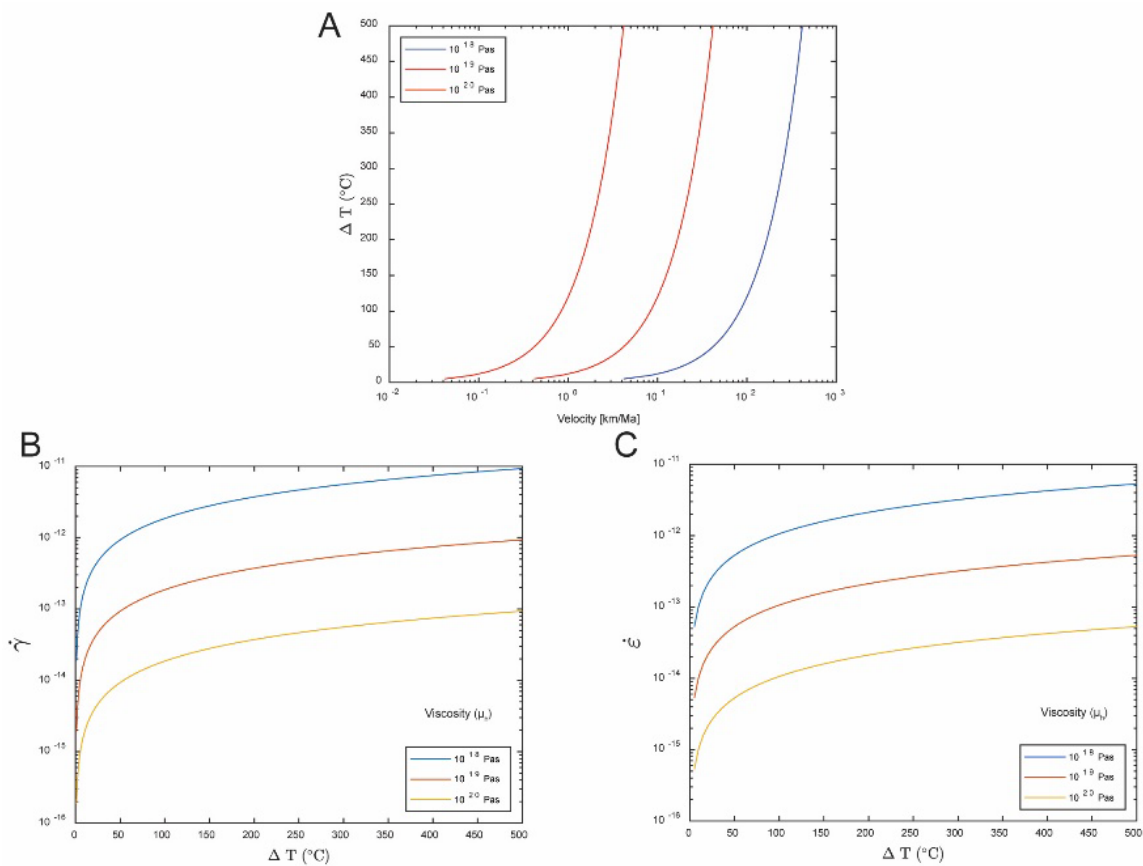 A
500
450
400
350
300
250
200
150
100
50
0
Δ T (°C)
10 18 Pas
10 19 Pas
10 20 Pas
10 -2
10 -1
10 0
10 1
10 2
10 3
Velocity [km/Ma]
B
10 -11
10 -12
10 -13
10 -14
10 -15
10 -16
γ̇
Viscosity (μ
10 18 Pas
10 19 Pas
10 20 Pas
0 50 100 150 200 250 300 350 400 450 500
Δ T (°C)
C
10 -11
10 -12
10 -13
10 -14
10 -15
10 -16
ε̇
Viscosity (μ
10 19 Pas
10 20 Pas
0 50 100 150 200 250 300 350 400 450 500
Δ T (°C)